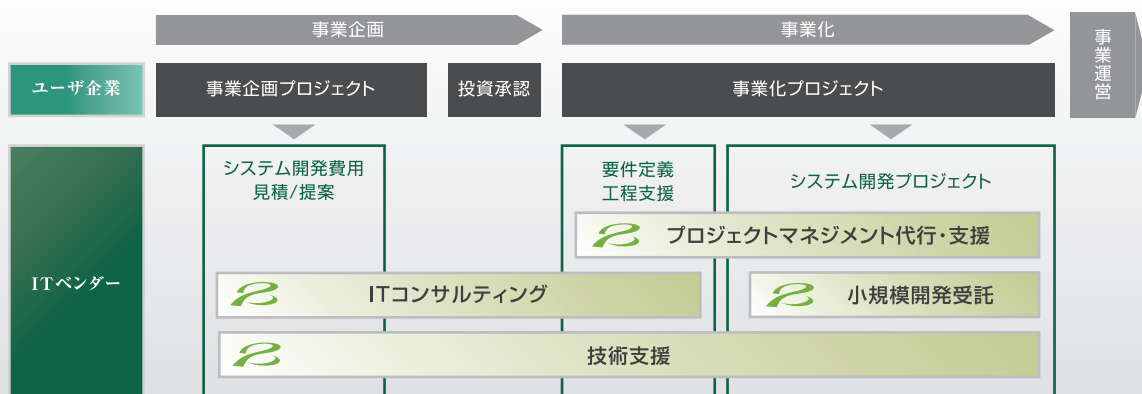 事業企画
事業化
事業運営
ユーザ企業
事業企画プロジェクト
投資承認
事業化プロジェクト
ITベンダー
システム開発費用
見積/提案
要件定義
工程支援
システム開発プロジェクト
プロジェクトマネジメント代行・支援
ITコンサルティング
小規模開発受託
技術支援